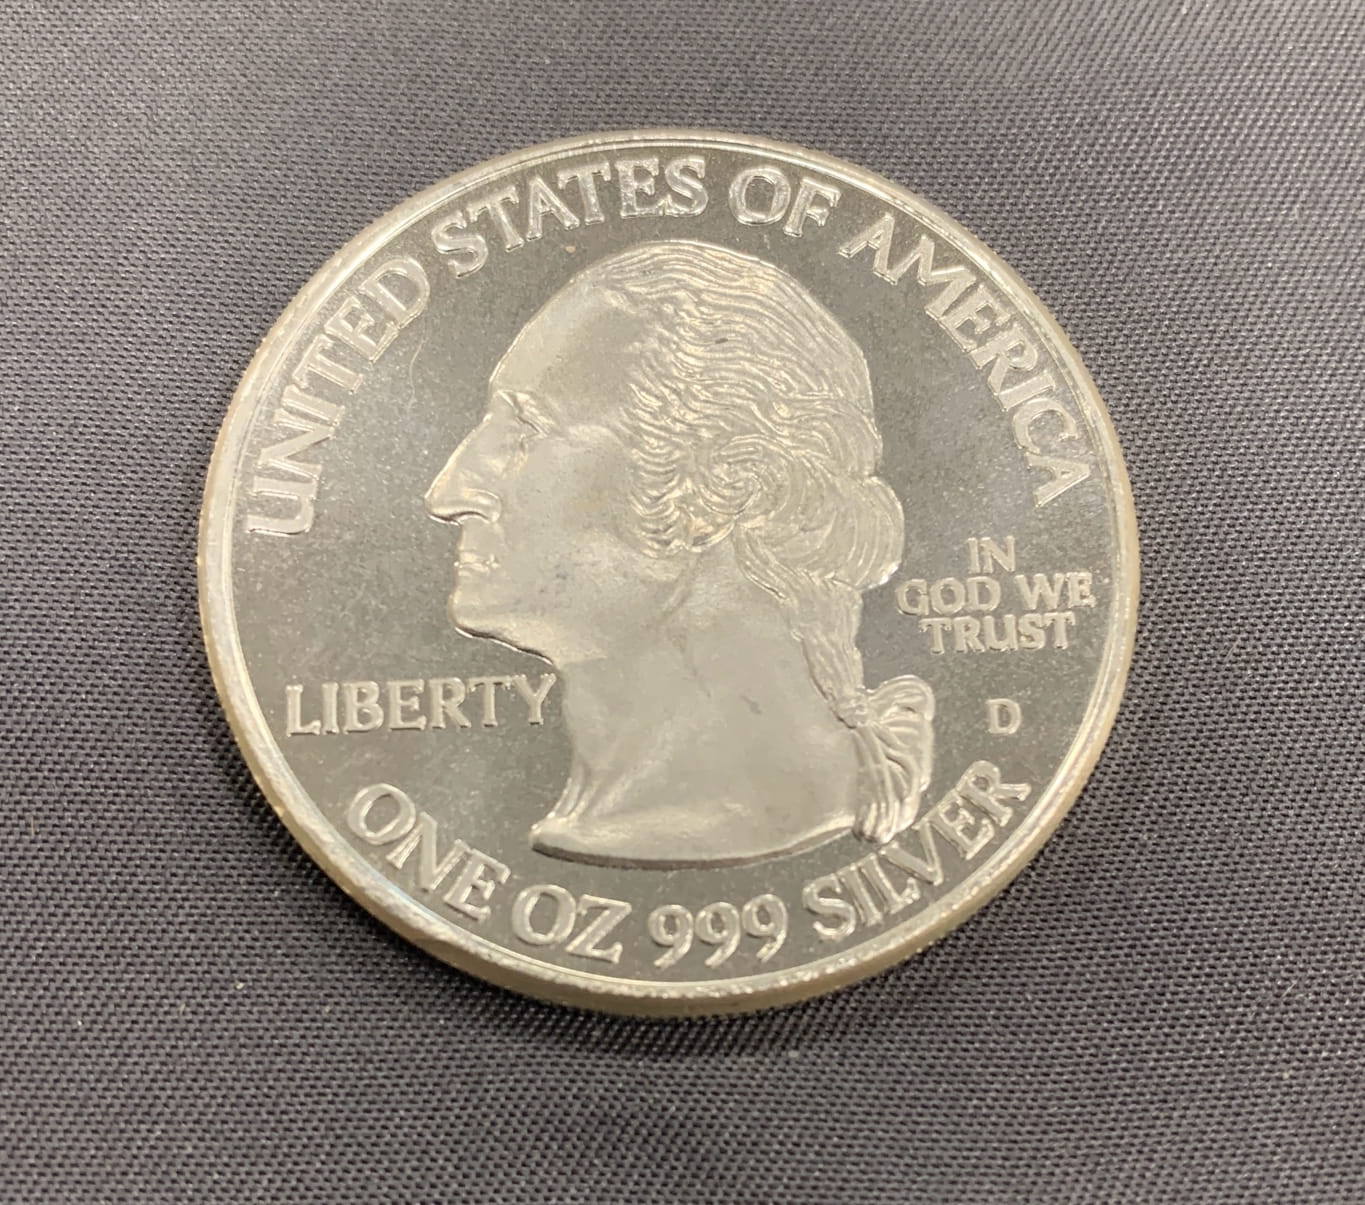 UNITED STATES OF AMERICA
LIBERTY
IN
GOD WE
TRUST
D
ONE OZ 999 SILVER